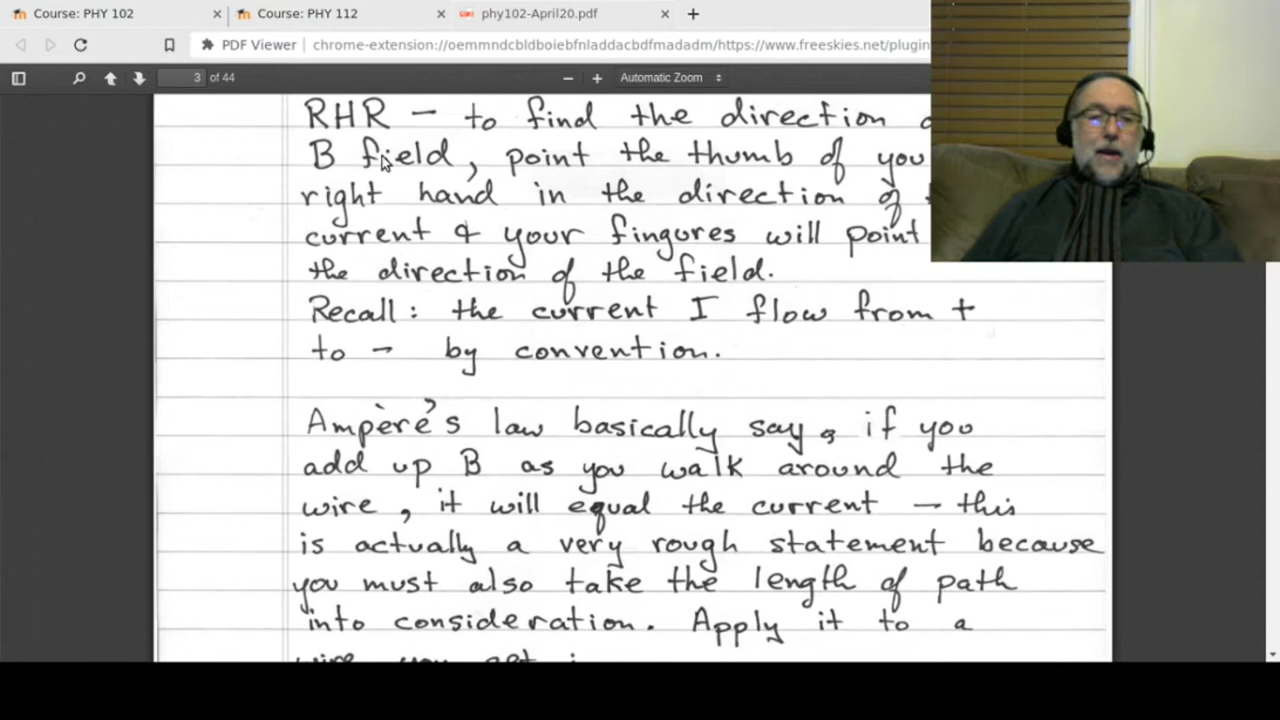 Course: PHY 102
Course: PHY 112
phy102-April20.pdf
PDF Viewer
chrome-extension://oemmndcbldboiebfnladdacbdfmadadm/https://www.freeskies.net/plugin
3 of 44
Automatic Zoom
RHR – to find the direction
B field, point the thumb of you
right hand in the direction of
current & your fingures will point
the direction of the field.
Recall : the current I flow from +
to – by convention.
Ampère's law basically say, if you
add up B as you walk around the
wire, it will equal the current – this
is actually a very rough statement because
you must also take the length of path
into consideration. Apply it to a
wire you get :